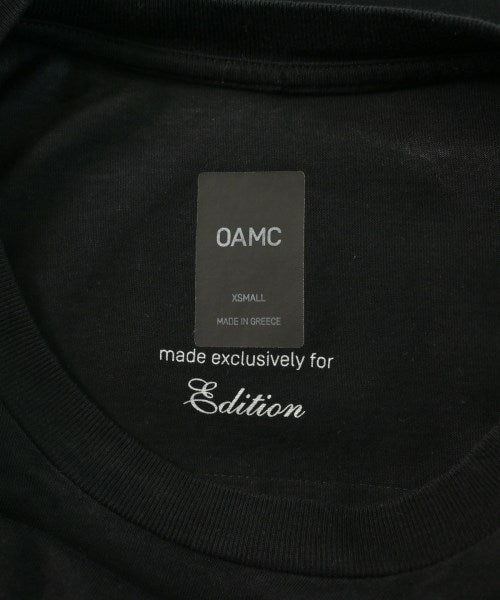 OAMC
XSMALL
MADE IN GREECE
made exclusively for
Edition